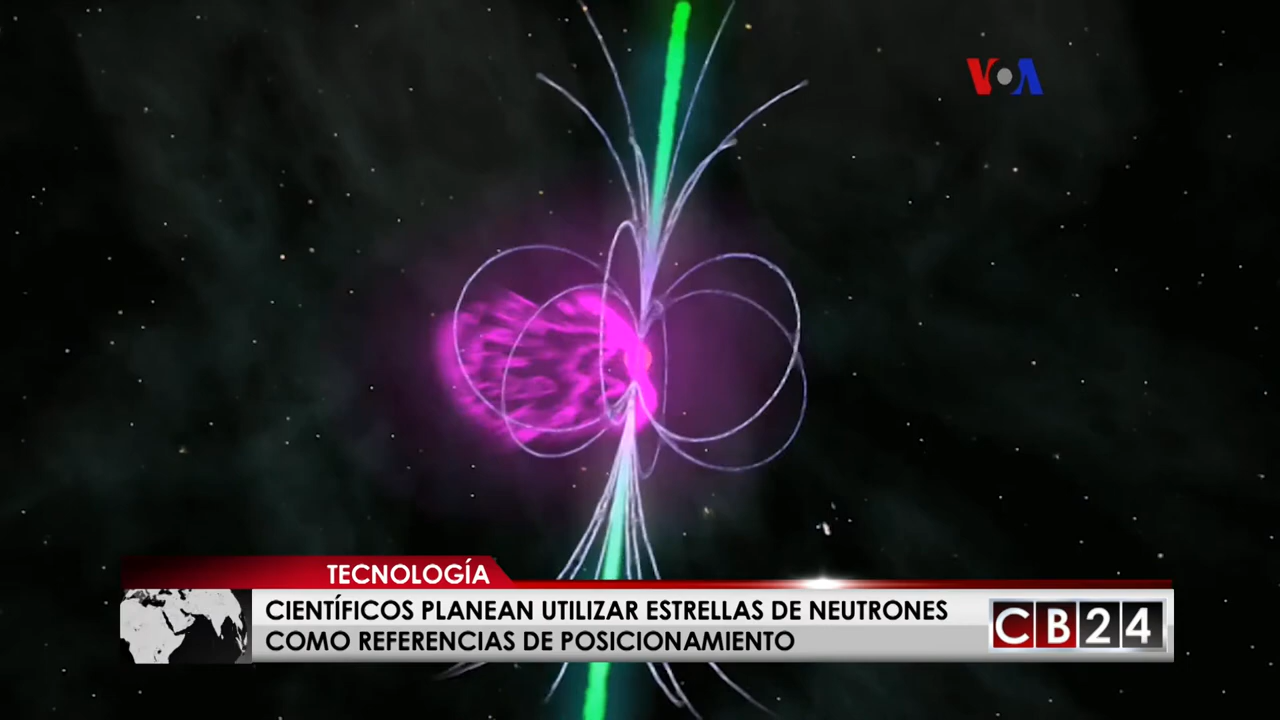 VOA
TECNOLOGÍA
CIENTÍFICOS PLANEAN UTILIZAR ESTRELLAS DE NEUTRONES
COMO REFERENCIAS DE POSICIONAMIENTO
CB24